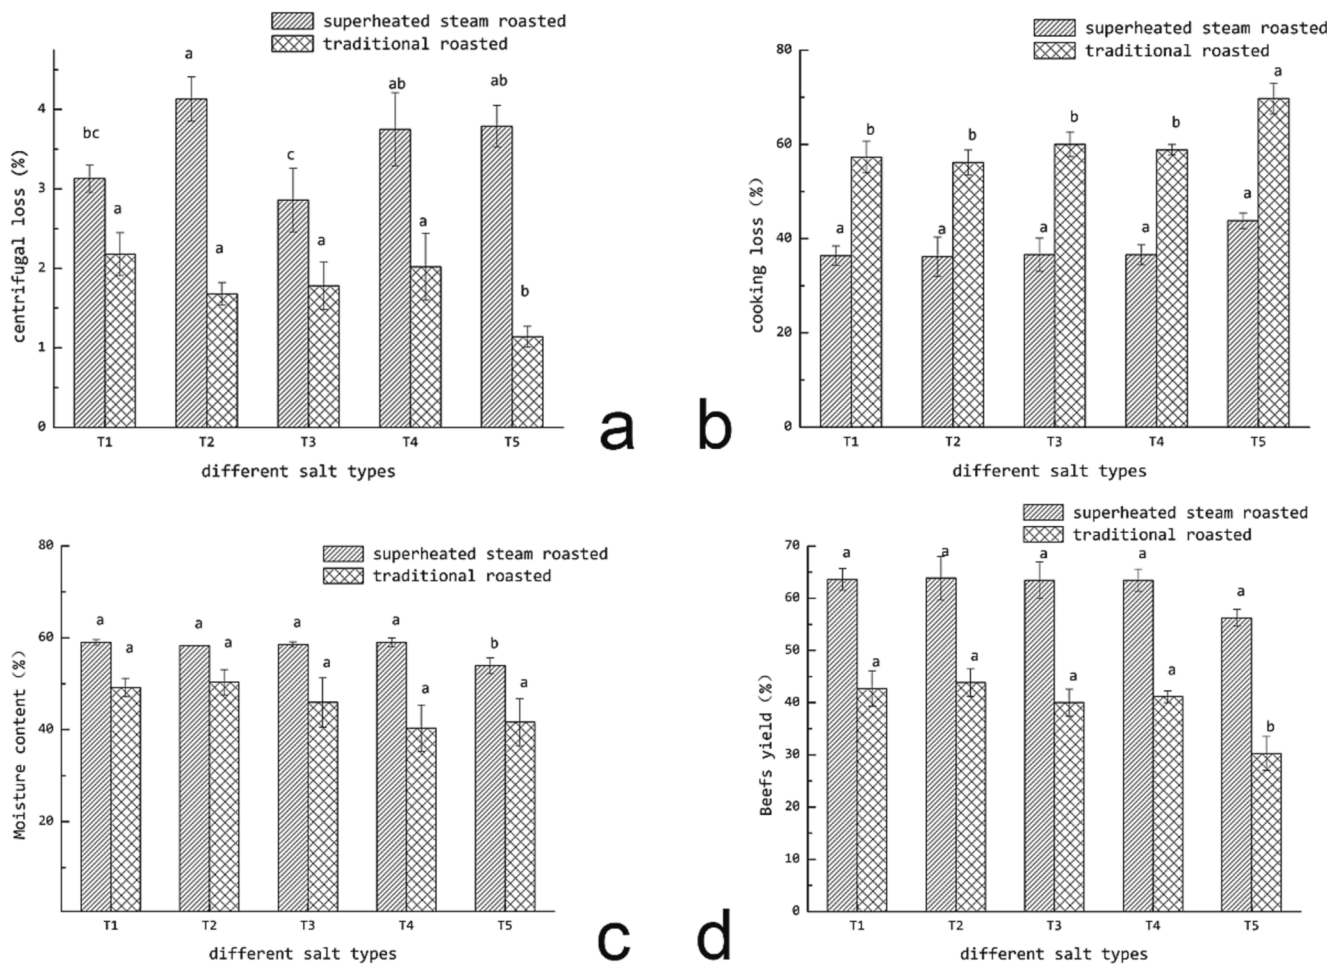 superheated steam roasted
traditional roasted
centrifugal loss (%)
4
3
2
1
0
bc
a
a
a
c
a
ab
a
ab
b
T1 T2 T3 T4 T5
different salt types
a
superheated steam roasted
traditional roasted
cooking loss (%)
80
60
40
20
0
a
b
a
b
a
b
a
b
a
a
T1 T2 T3 T4 T5
different salt types
b
superheated steam roasted
traditional roasted
Moisture content (%)
80
60
40
20
a
a
a
a
a
a
a
a
b
a
T1 T2 T3 T4 T5
different salt types
c
superheated steam roasted
traditional roasted
Beefs yield (%)
70
60
50
40
30
20
10
0
a
a
a
a
a
a
a
a
a
b
T1 T2 T3 T4 T5
different salt types
d